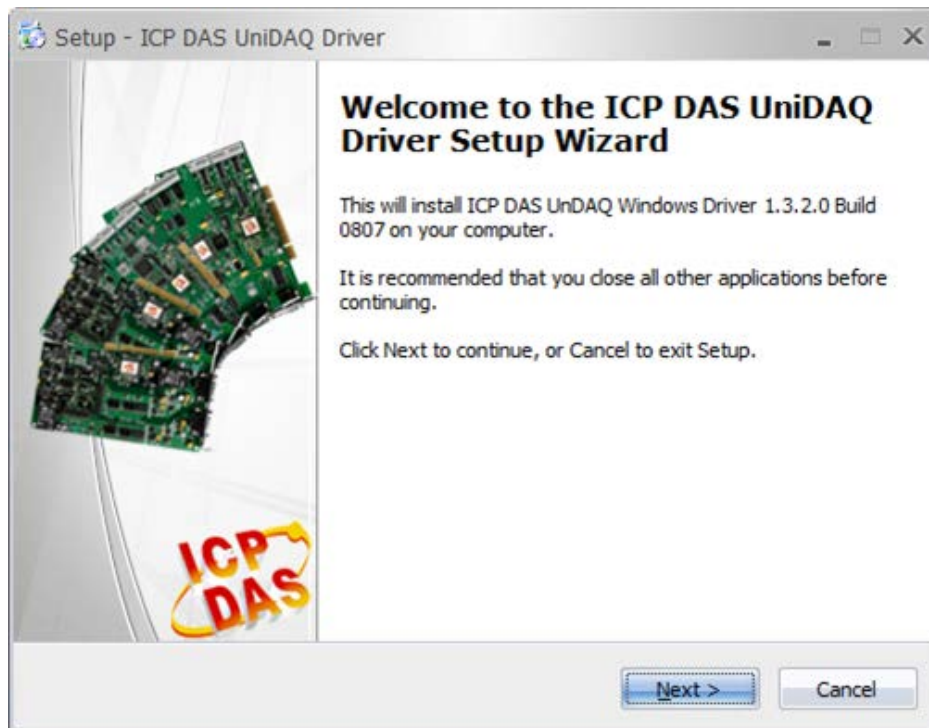 Setup - ICP DAS UniDAQ Driver
Welcome to the ICP DAS UniDAQ
Driver Setup Wizard
This will install ICP DAS UnDAQ Windows Driver 1.3.2.0 Build
0807 on your computer.
It is recommended that you close all other applications before
continuing.
Click Next to continue, or Cancel to exit Setup.
ICP
DAS
Next >
Cancel